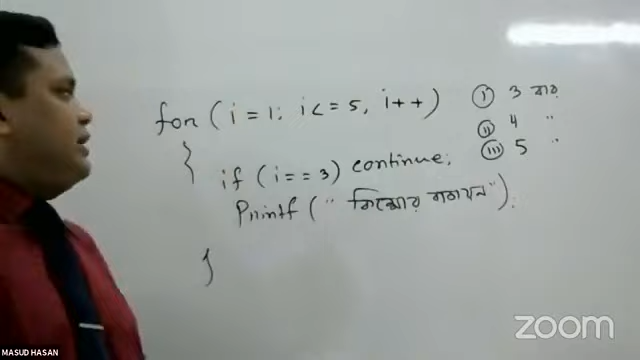 for (i = 1; i <= 5, i++)
{
if (i == 3) continue;
Printf (" কিশোর বাতায়ন ");
}
(i) 3 বার
(ii) 4 "
(iii) 5 "
zoom
MASUD HASAN